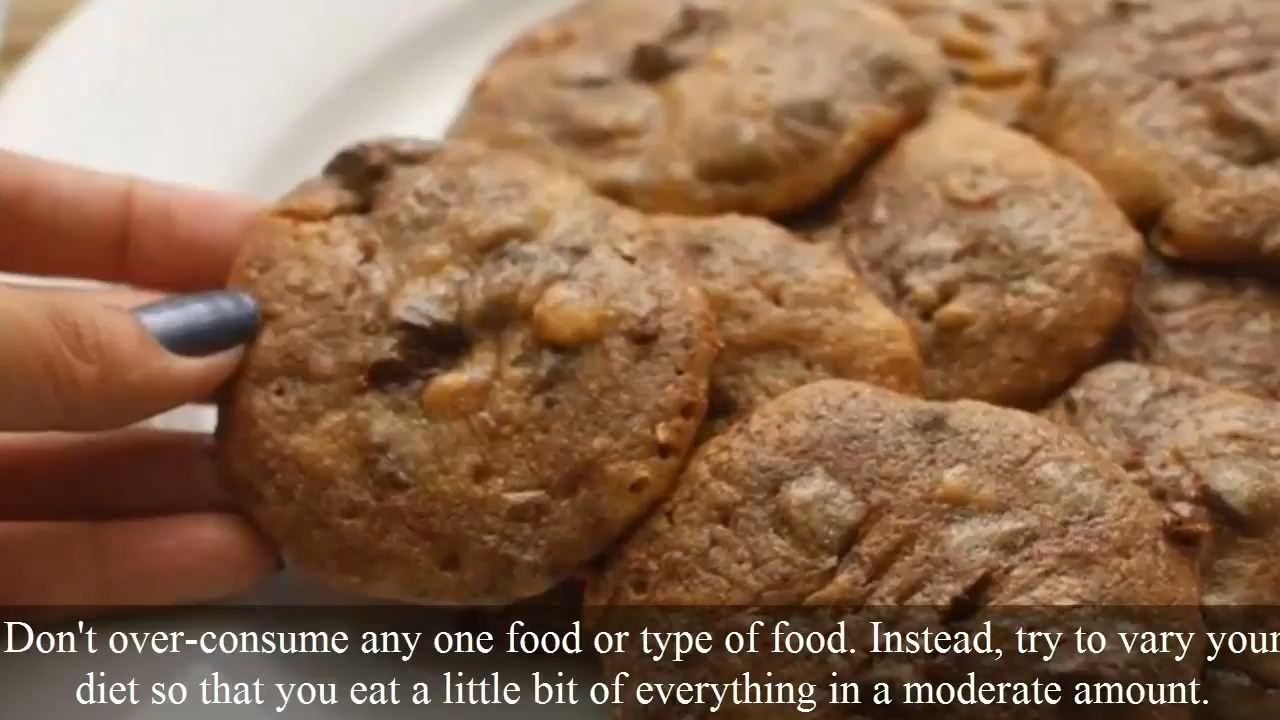 Don't over-consume any one food or type of food. Instead, try to vary your
diet so that you eat a little bit of everything in a moderate amount.